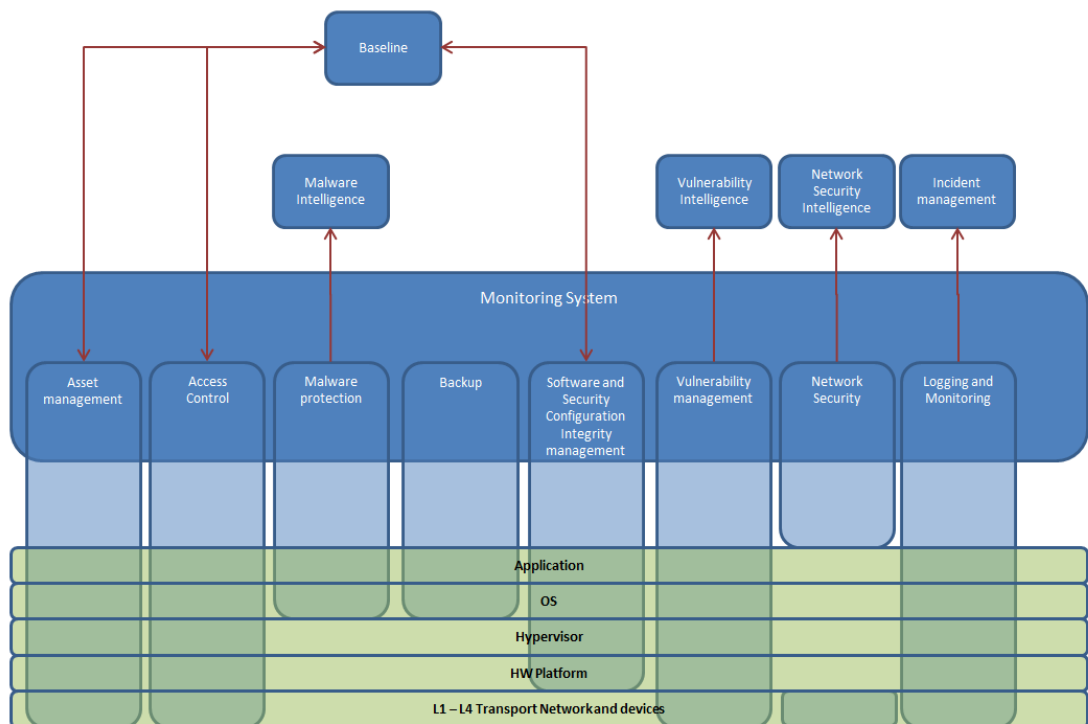 Baseline
Malware
Intelligence
Vulnerability
Intelligence
Network
Security
Intelligence
Incident
management
Monitoring System
Asset
management
Access
Control
Malware
protection
Backup
Software and
Security
Configuration
Integrity
management
Vulnerability
management
Network
Security
Logging and
Monitoring
Application
OS
Hypervisor
HW Platform
L1 – L4 Transport Network and devices